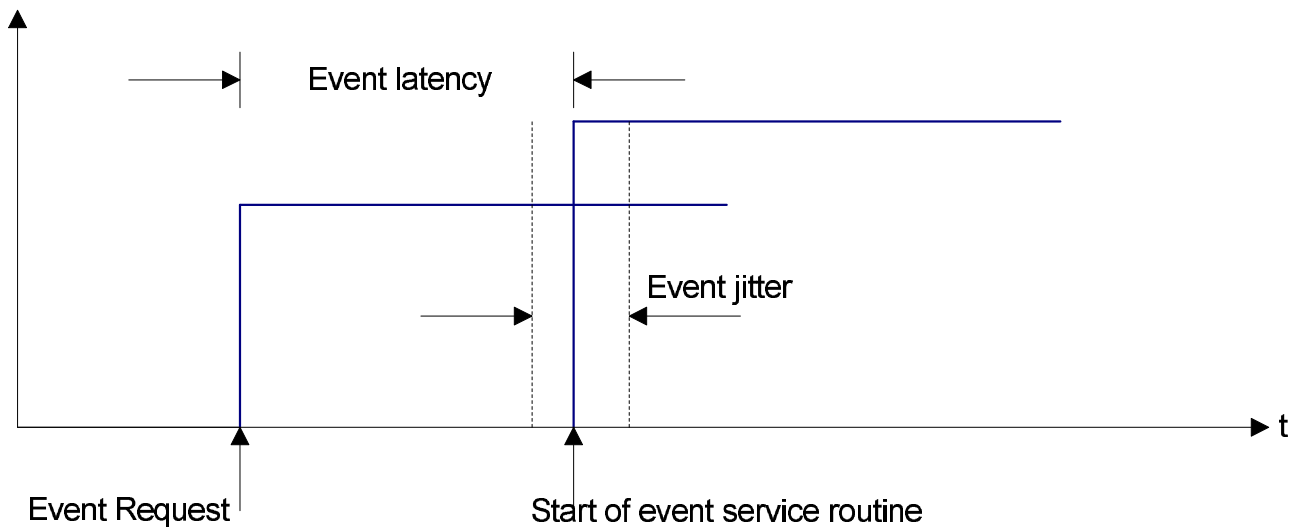 Event latency
Event jitter
t
Event Request
Start of event service routine